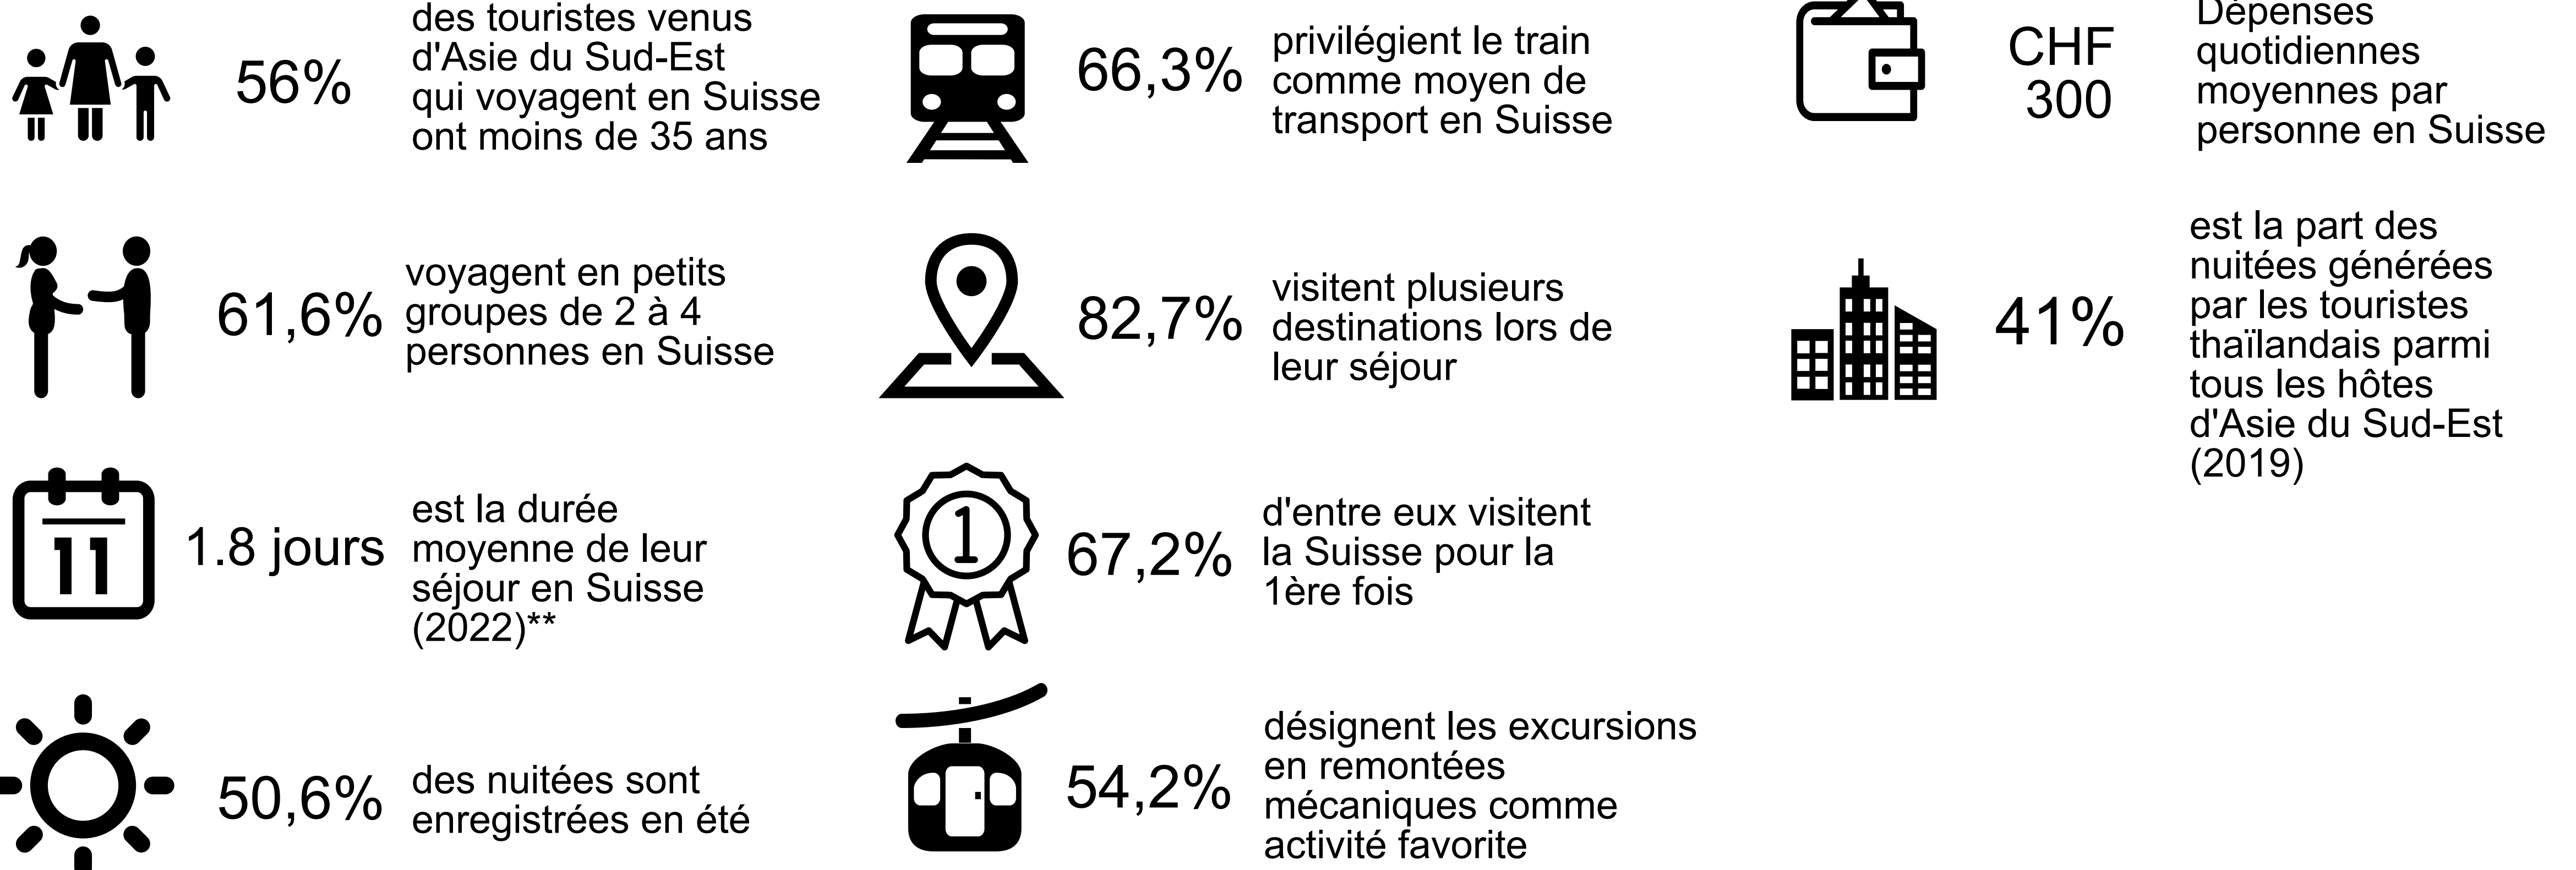 56%
des touristes venus
d'Asie du Sud-Est
qui voyagent en Suisse
ont moins de 35 ans
66,3%
privilégient le train
comme moyen de
transport en Suisse
CHF
300
Dépenses
quotidiennes
moyennes par
personne en Suisse
61,6%
voyagent en petits
groupes de 2 à 4
personnes en Suisse
82,7%
visitent plusieurs
destinations lors de
leur séjour
41%
est la part des
nuitées générées
par les touristes
thaïlandais parmi
tous les hôtes
d'Asie du Sud-Est
(2019)
11
1.8 jours
est la durée
moyenne de leur
séjour en Suisse
(2022)**
1
67,2%
d'entre eux visitent
la Suisse pour la
1ère fois
50,6%
des nuitées sont
enregistrées en été
54,2%
désignent les excursions
en remontées
mécaniques comme
activité favorite